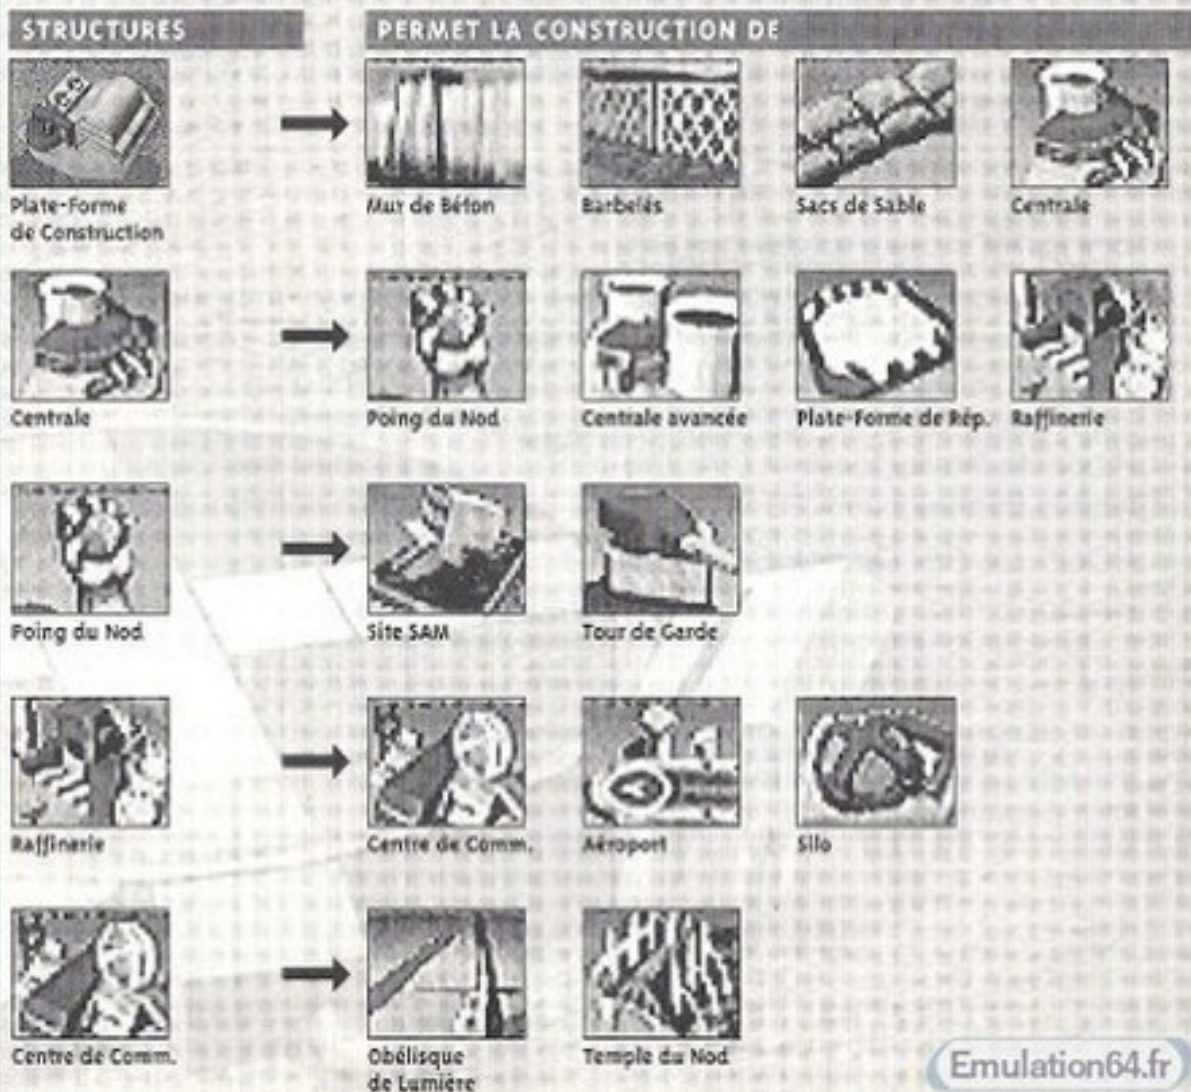 STRUCTURES
PERMET LA CONSTRUCTION DE
Plate-Forme
de Construction
Mur de Béton
Barbelés
Sacs de Sable
Centrale
Centrale
Poing du Nod
Centrale avancée
Plate-Forme de Rép.
Raffinerie
Poing du Nod
Site SAM
Tour de Garde
Raffinerie
Centre de Comm.
Aéroport
Silo
Centre de Comm.
Obélisque
de Lumière
Temple du Nod
Emulation64.fr